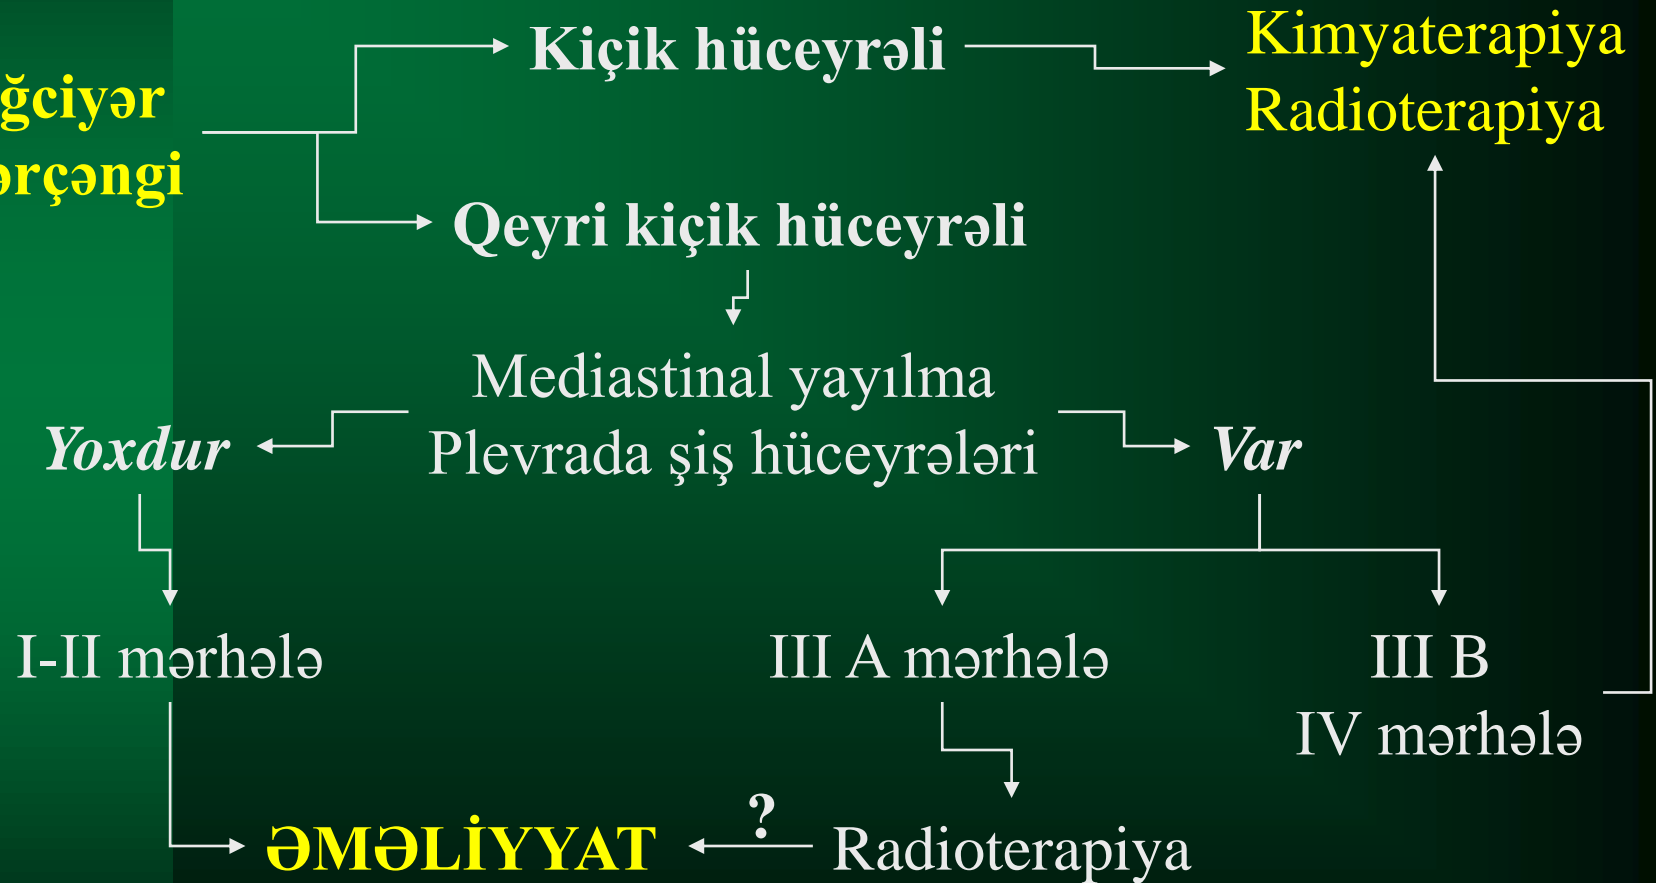 Kiçik hüceyrəli
Kimyaterapiya
Radioterapiya
ğciyər
ərçəngi
Qeyri kiçik hüceyrəli
Mediastinal yayılma
Plevrada şiş hüceyrələri
Yoxdur
Var
I-II mərhələ
III A mərhələ
III B
IV mərhələ
ƏMƏLİYYAT
?
Radioterapiya